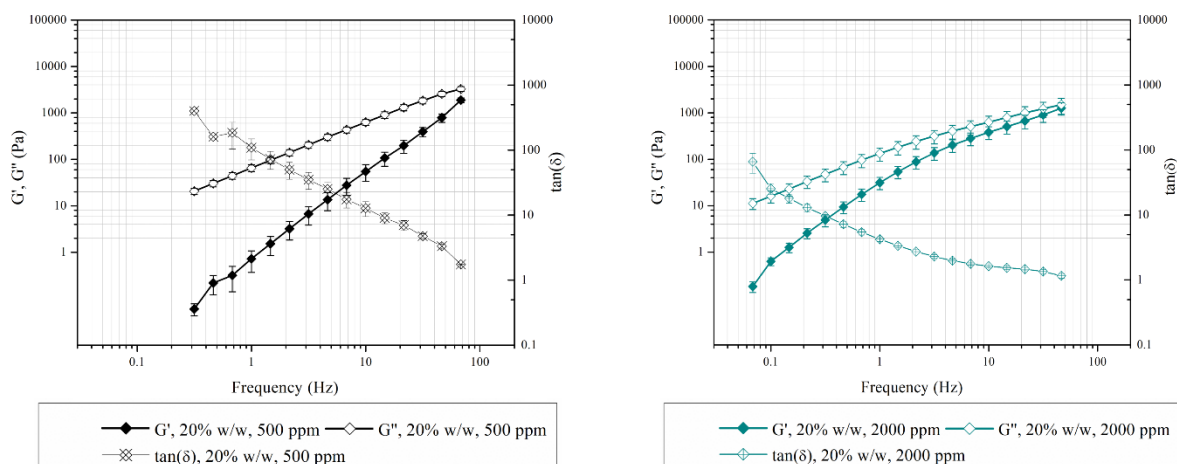 100000
10000
1000
100
10
1
G', G'' (Pa)
10000
1000
100
10
1
0.1
tan(δ)
0.1 1 10 100
Frequency (Hz)
G', 20% w/w, 500 ppm G'', 20% w/w, 500 ppm
tan(δ), 20% w/w, 500 ppm
100000
10000
1000
100
10
1
G', G'' (Pa)
10000
1000
100
10
1
0.1
tan(δ)
0.1 1 10 100
Frequency (Hz)
G', 20% w/w, 2000 ppm G'', 20% w/w, 2000 ppm
tan(δ), 20% w/w, 2000 ppm